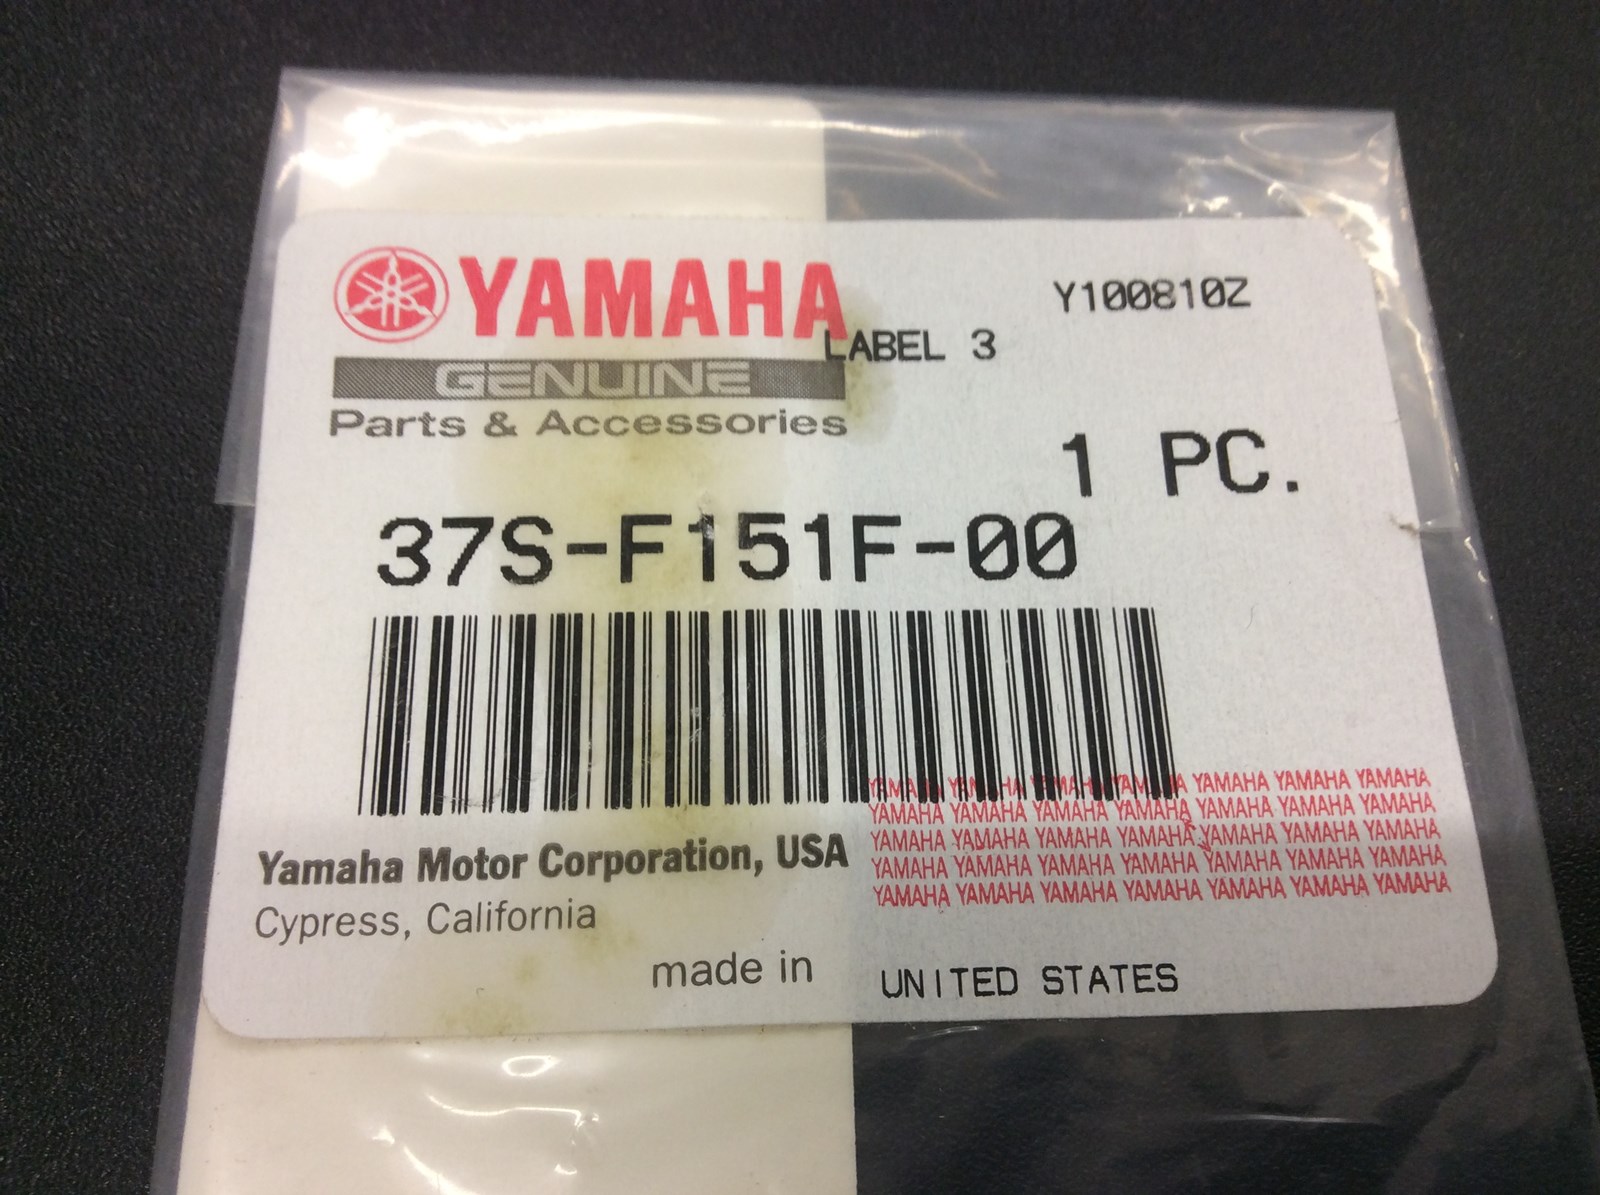 YAMAHA
Y100810Z
LABEL 3
GENUINE
Parts & Accessories
1 PC.
37S-F151F-00
YAMAHA YAMAHA YAMAHA YAMAHA YAMAHA YAMAHA YAMAHA
YAMAHA YAMAHA YAMAHA YAMAHA YAMAHA YAMAHA YAMAHA
YAMAHA YAMAHA YAMAHA YAMAHA YAMAHA YAMAHA YAMAHA
YAMAHA YAMAHA YAMAHA YAMAHA YAMAHA YAMAHA YAMAHA
YAMAHA YAMAHA YAMAHA YAMAHA YAMAHA YAMAHA YAMAHA
Yamaha Motor Corporation, USA
Cypress, California
made in UNITED STATES